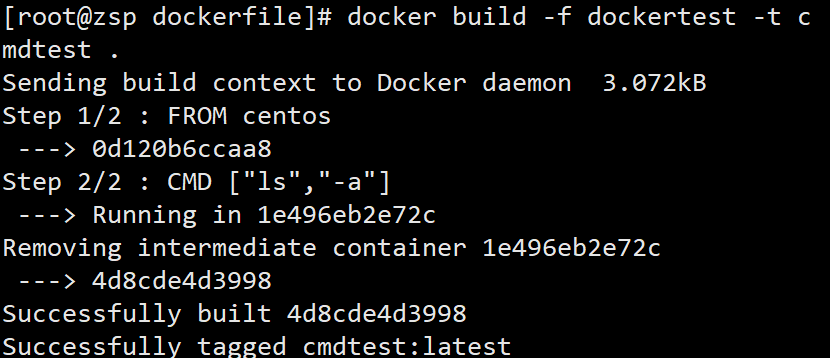 [root@zsp dockerfile]# docker build -f dockertest -t c
mdtest .
Sending build context to Docker daemon  3.072kB
Step 1/2 : FROM centos
 ---> 0d120b6ccaa8
Step 2/2 : CMD ["ls","-a"]
 ---> Running in 1e496eb2e72c
Removing intermediate container 1e496eb2e72c
 ---> 4d8cde4d3998
Successfully built 4d8cde4d3998
Successfully tagged cmdtest:latest